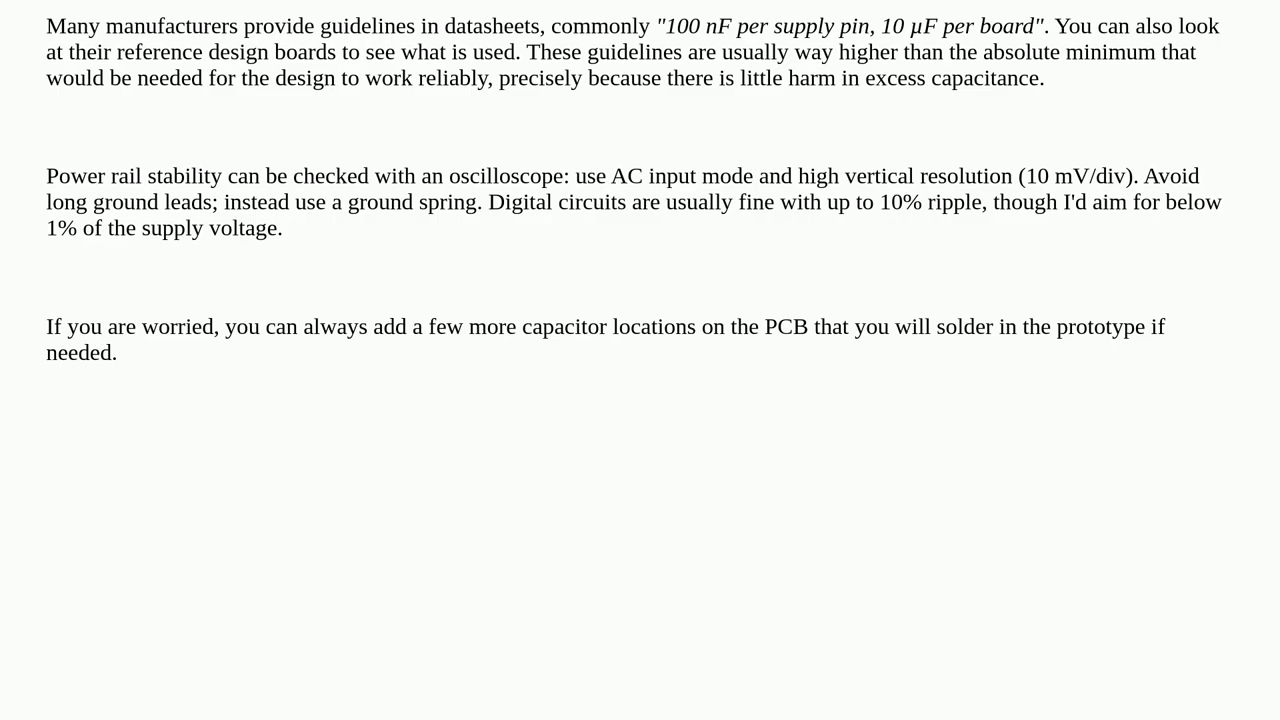 Many manufacturers provide guidelines in datasheets, commonly "100 nF per supply pin, 10 µF per board". You can also look
at their reference design boards to see what is used. These guidelines are usually way higher than the absolute minimum that
would be needed for the design to work reliably, precisely because there is little harm in excess capacitance.
Power rail stability can be checked with an oscilloscope: use AC input mode and high vertical resolution (10 mV/div). Avoid
long ground leads; instead use a ground spring. Digital circuits are usually fine with up to 10% ripple, though I'd aim for below
1% of the supply voltage.
If you are worried, you can always add a few more capacitor locations on the PCB that you will solder in the prototype if
needed.